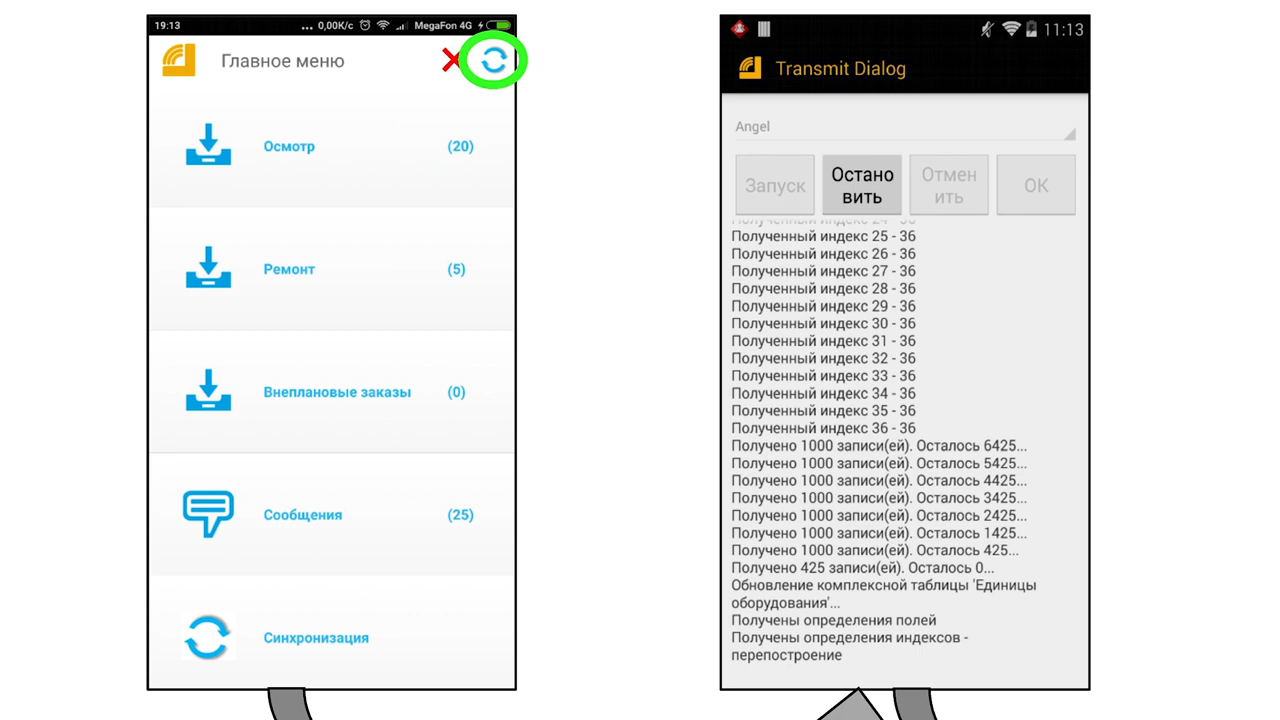 19:13
... 0,00K/c MegaFon 4G
Главное меню
Осмотр (20)
Ремонт (5)
Внеплановые заказы (0)
Сообщения (25)
Синхронизация
11:13
Transmit Dialog
Angel
Запуск
Остано
вить
Отмен
ить
OK
Полученный индекс 24 - 36
Полученный индекс 25 - 36
Полученный индекс 26 - 36
Полученный индекс 27 - 36
Полученный индекс 28 - 36
Полученный индекс 29 - 36
Полученный индекс 30 - 36
Полученный индекс 31 - 36
Полученный индекс 32 - 36
Полученный индекс 33 - 36
Полученный индекс 34 - 36
Полученный индекс 35 - 36
Полученный индекс 36 - 36
Получено 1000 записи(ей). Осталось 6425...
Получено 1000 записи(ей). Осталось 5425...
Получено 1000 записи(ей). Осталось 4425...
Получено 1000 записи(ей). Осталось 3425...
Получено 1000 записи(ей). Осталось 2425...
Получено 1000 записи(ей). Осталось 1425...
Получено 1000 записи(ей). Осталось 425...
Получено 425 записи(ей). Осталось 0...
Обновление комплексной таблицы 'Единицы
оборудования'...
Получены определения полей
Получены определения индексов -
перепостроение